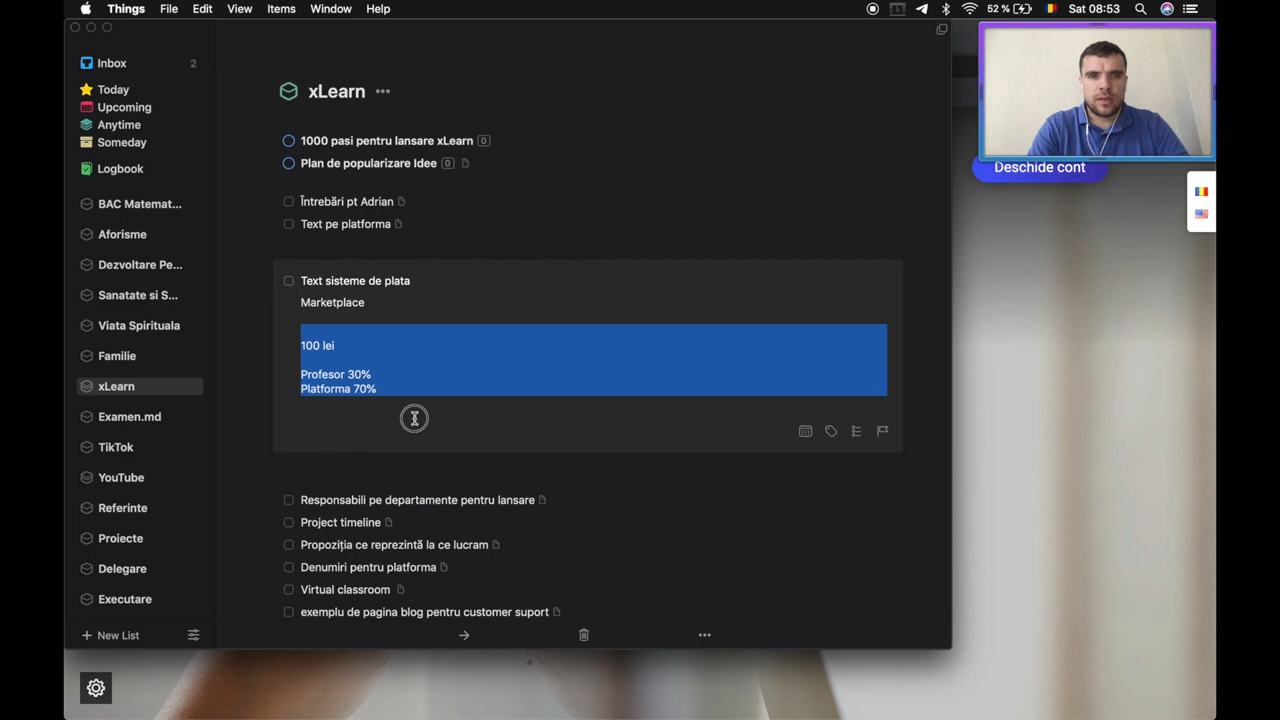 Things File Edit View Items Window Help
52 % Sat 08:53
Inbox 2
Today
Upcoming
Anytime
Someday
Logbook
BAC Matemat...
Aforisme
Dezvoltare Pe...
Sanatate si S...
Viata Spirituala
Familie
xLearn
Examen.md
TikTok
YouTube
Referinte
Proiecte
Delegare
Executare
+ New List
xLearn
1000 pasi pentru lansare xLearn 0
Plan de popularizare Idee 0
Întrebări pt Adrian
Text pe platforma
Text sisteme de plata
Marketplace
100 lei
Profesor 30%
Platforma 70%
Responsabili pe departamente pentru lansare
Project timeline
Propoziția ce reprezintă la ce lucram
Denumiri pentru platforma
Virtual classroom
exemplu de pagina blog pentru customer suport
Deschide cont